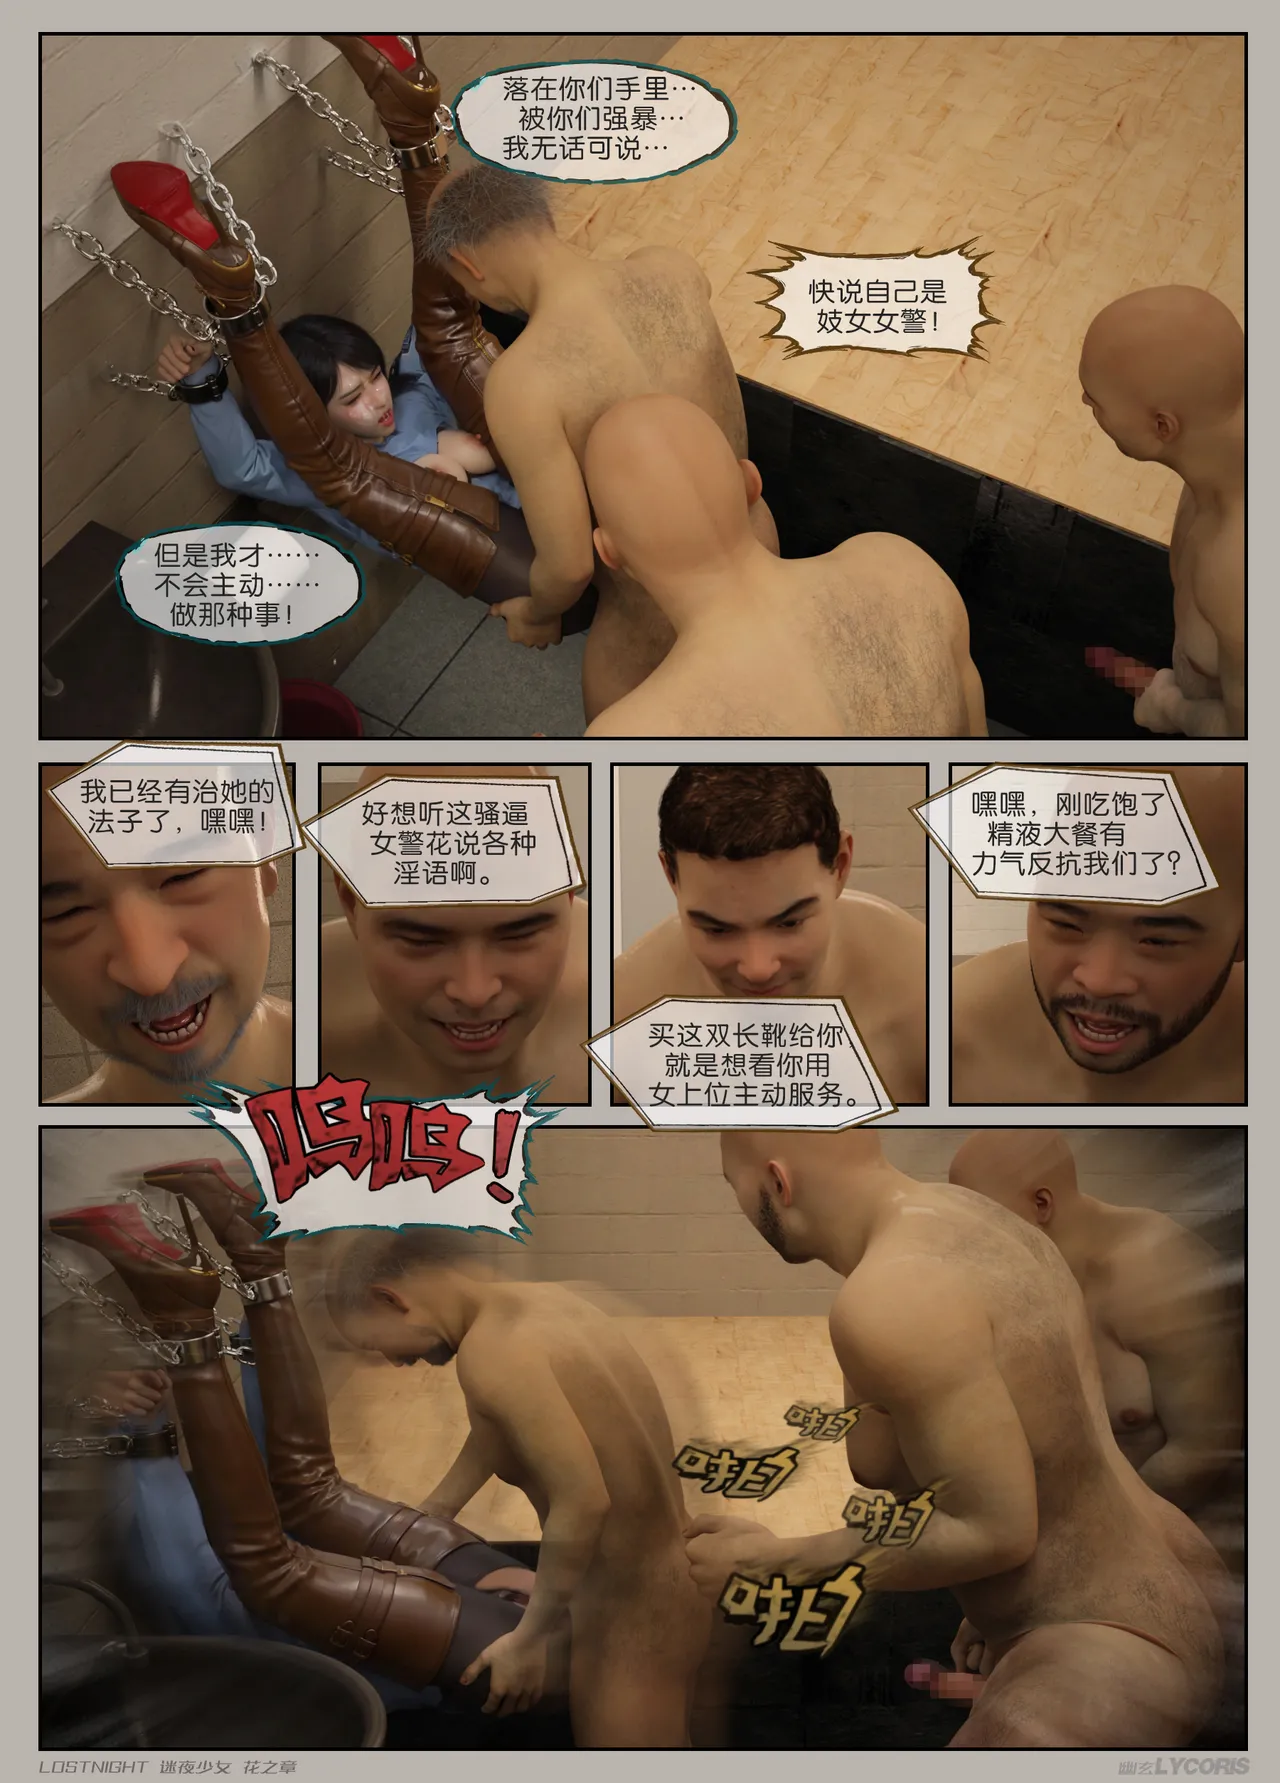 落在你们手里…
被你们强暴…
我无话可说…
快说自己是
妓女女警！
但是我才……
不会主动……
做那种事！
我已经有治她的
法子了，嘿嘿！
好想听这骚逼
女警花说各种
淫语啊。
买这双长靴给你，
就是想看你用
女上位主动服务。
嘿嘿，刚吃饱了
精液大餐有
力气反抗我们了？
呜呜！
啪
啪
啪
啪
LOSTNIGHT 迷夜少女 花之章
幽玄LYCORIS